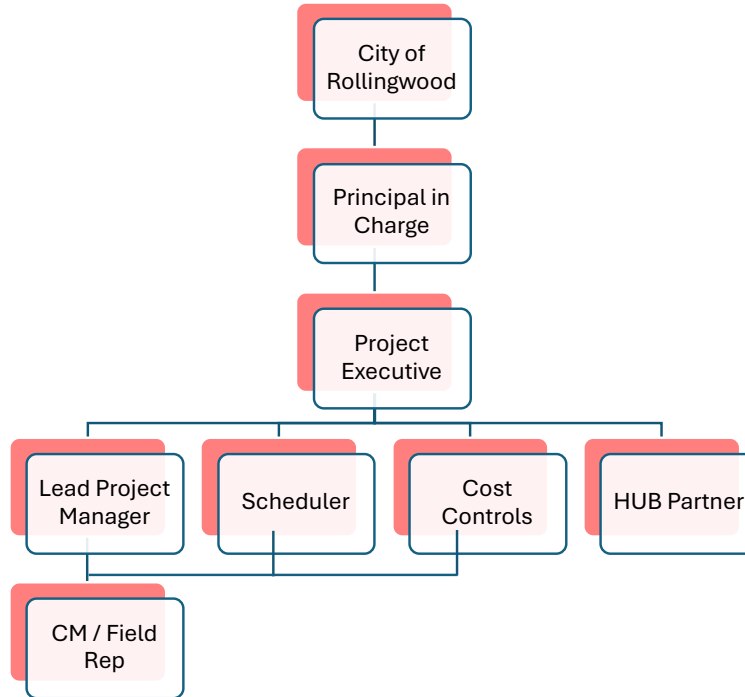 City of
Rollingwood
Principal in
Charge
Project
Executive
Lead Project
Manager
Scheduler
Cost
Controls
HUB Partner
CM / Field
Rep